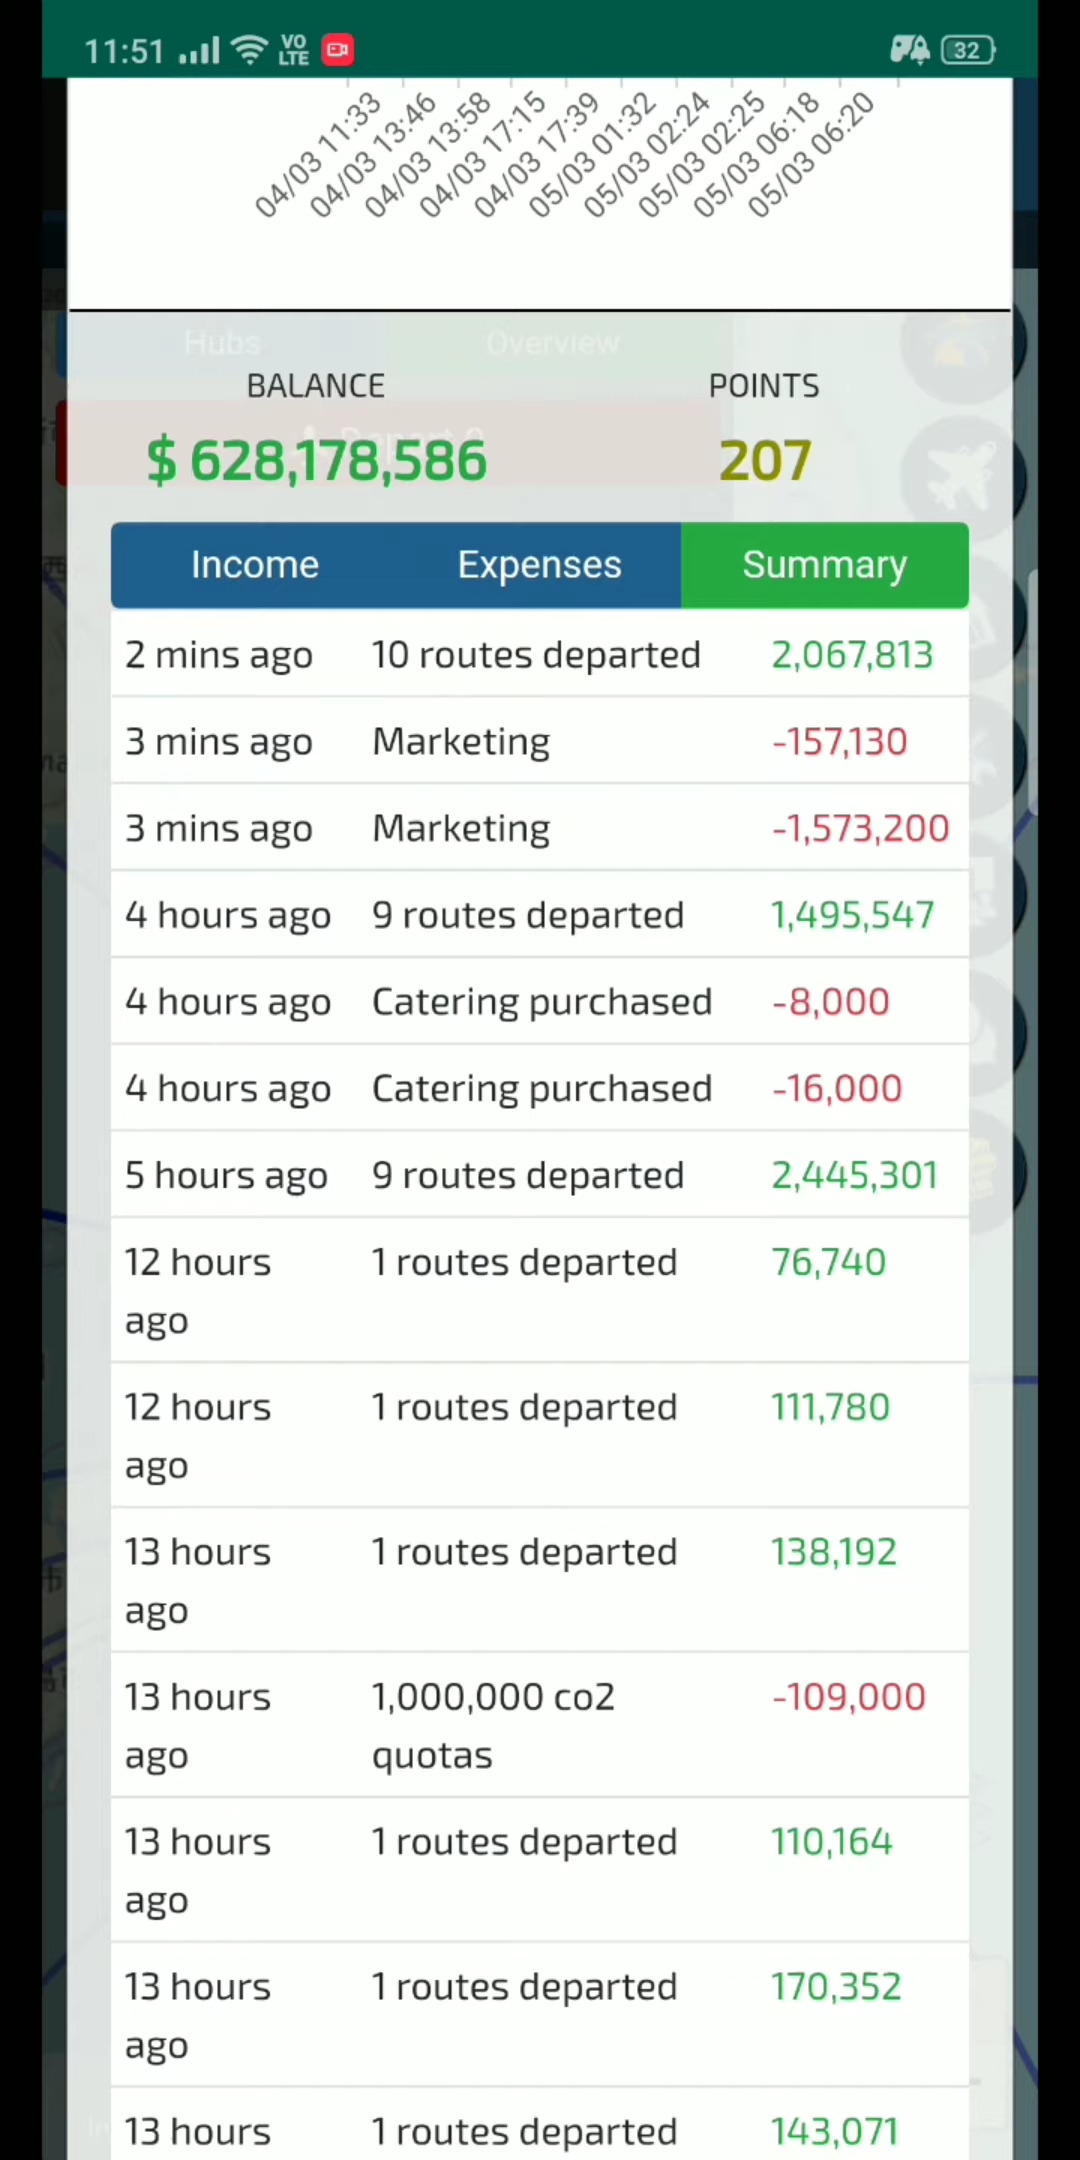 11:51 VO LTE 32
04/03 11:33
04/03 13:46
04/03 13:58
04/03 17:15
04/03 17:39
05/03 01:32
05/03 02:24
05/03 02:25
05/03 06:18
05/03 06:20
Hubs Overview
BALANCE POINTS
$ 628,178,586 207
Income Expenses Summary
2 mins ago 10 routes departed 2,067,813
3 mins ago Marketing -157,130
3 mins ago Marketing -1,573,200
4 hours ago 9 routes departed 1,495,547
4 hours ago Catering purchased -8,000
4 hours ago Catering purchased -16,000
5 hours ago 9 routes departed 2,445,301
12 hours 1 routes departed 76,740
ago
12 hours 1 routes departed 111,780
ago
13 hours 1 routes departed 138,192
ago
13 hours 1,000,000 co2 -109,000
ago quotas
13 hours 1 routes departed 110,164
ago
13 hours 1 routes departed 170,352
ago
13 hours 1 routes departed 143,071